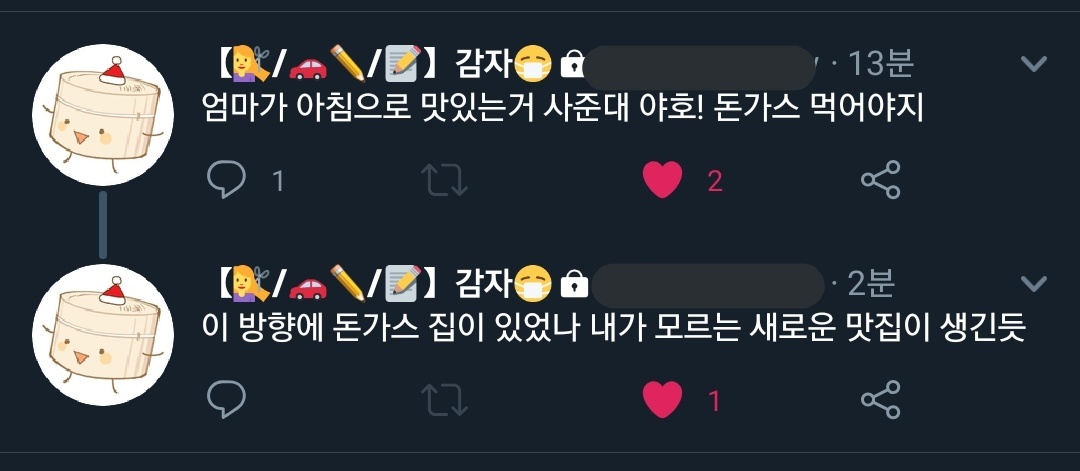 【💇‍♀️/🚗✏️/📝】감자😷🔒 · 13분
엄마가 아침으로 맛있는거 사준대 야호! 돈가스 먹어야지
1 2
【💇‍♀️/🚗✏️/📝】감자😷🔒 · 2분
이 방향에 돈가스 집이 있었나 내가 모르는 새로운 맛집이 생긴듯
1